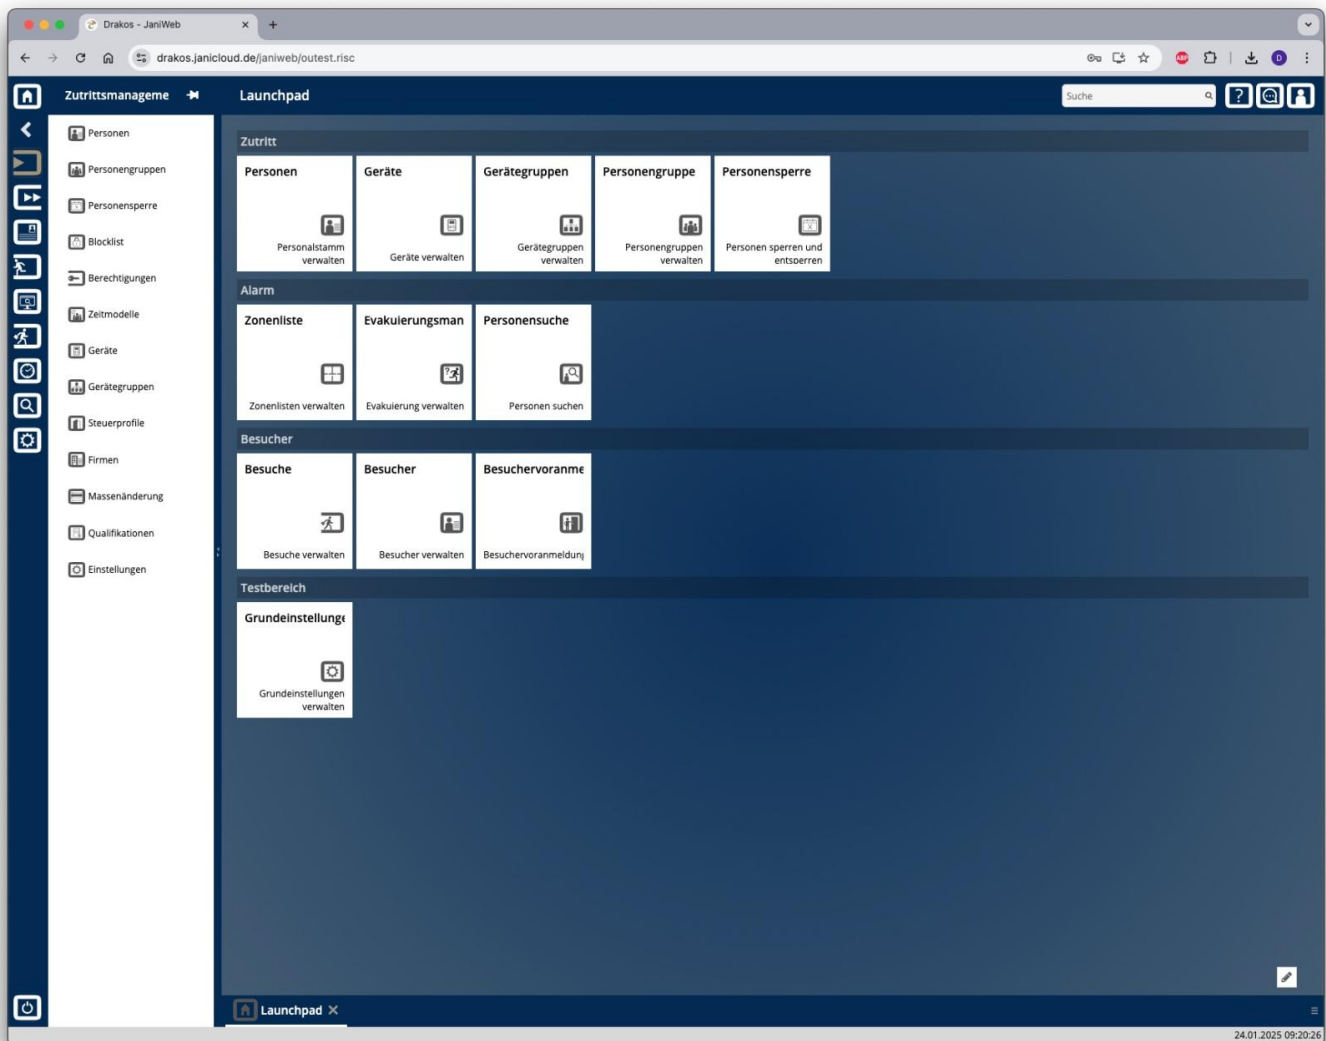 Drakos - JaniWeb
drakos.janicloud.de/janiweb/outest.risc
ABP
D
Zutrittsmanageme
Launchpad
Suche
Personen
Personengruppen
Personensperre
Blocklist
Berechtigungen
Zeitmodelle
Geräte
Gerätegruppen
Steuerprofile
Firmen
Massenänderung
Qualifikationen
Einstellungen
Zutritt
Personen
Personalstamm
verwalten
Geräte
Geräte verwalten
Gerätegruppen
Gerätegruppen
verwalten
Personengruppe
Personengruppen
verwalten
Personensperre
Personen sperren und
entsperren
Alarm
Zonenliste
Zonenlisten verwalten
Evakuierungsman
Evakuierung verwalten
Personensuche
Personen suchen
Besucher
Besuche
Besuche verwalten
Besucher
Besucher verwalten
Besuchervoranme
Besuchervoranmeldung
Testbereich
Grundeinstellunge
Grundeinstellungen
verwalten
Launchpad
24.01.2025 09:20:26